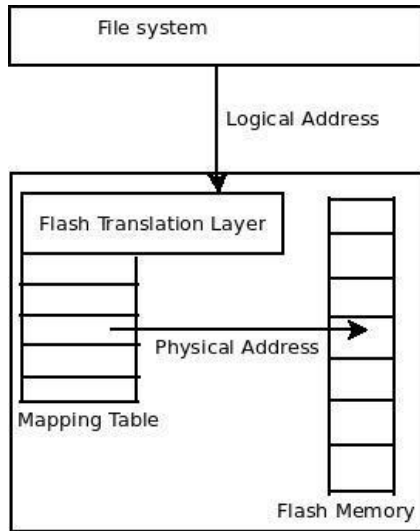 File system
Logical Address
Flash Translation Layer
Physical Address
Mapping Table
Flash Memory